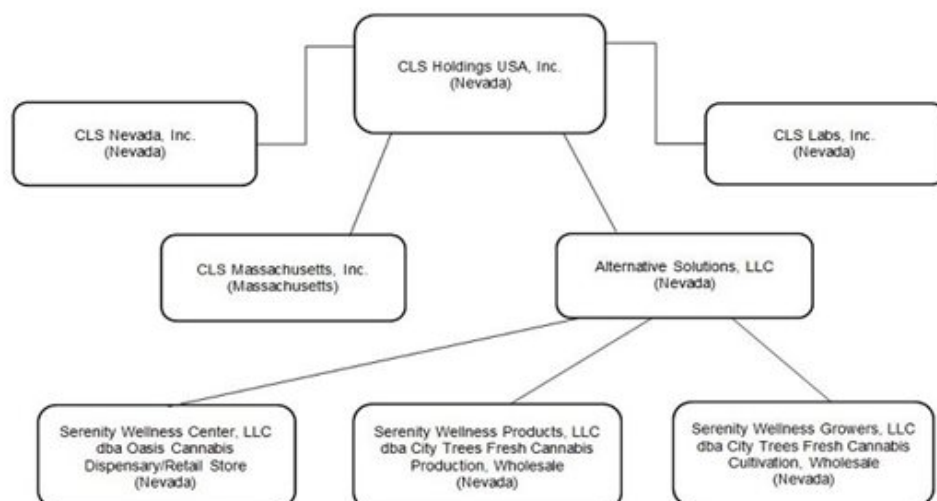 CLS Holdings USA, Inc.
(Nevada)
CLS Nevada, Inc.
(Nevada)
CLS Labs, Inc.
(Nevada)
CLS Massachusetts, Inc.
(Massachusetts)
Alternative Solutions, LLC
(Nevada)
Serenity Wellness Center, LLC
dba Oasis Cannabis
Dispensary/Retail Store
(Nevada)
Serenity Wellness Products, LLC
dba City Trees Fresh Cannabis
Production, Wholesale
(Nevada)
Serenity Wellness Growers, LLC
dba City Trees Fresh Cannabis
Cultivation, Wholesale
(Nevada)